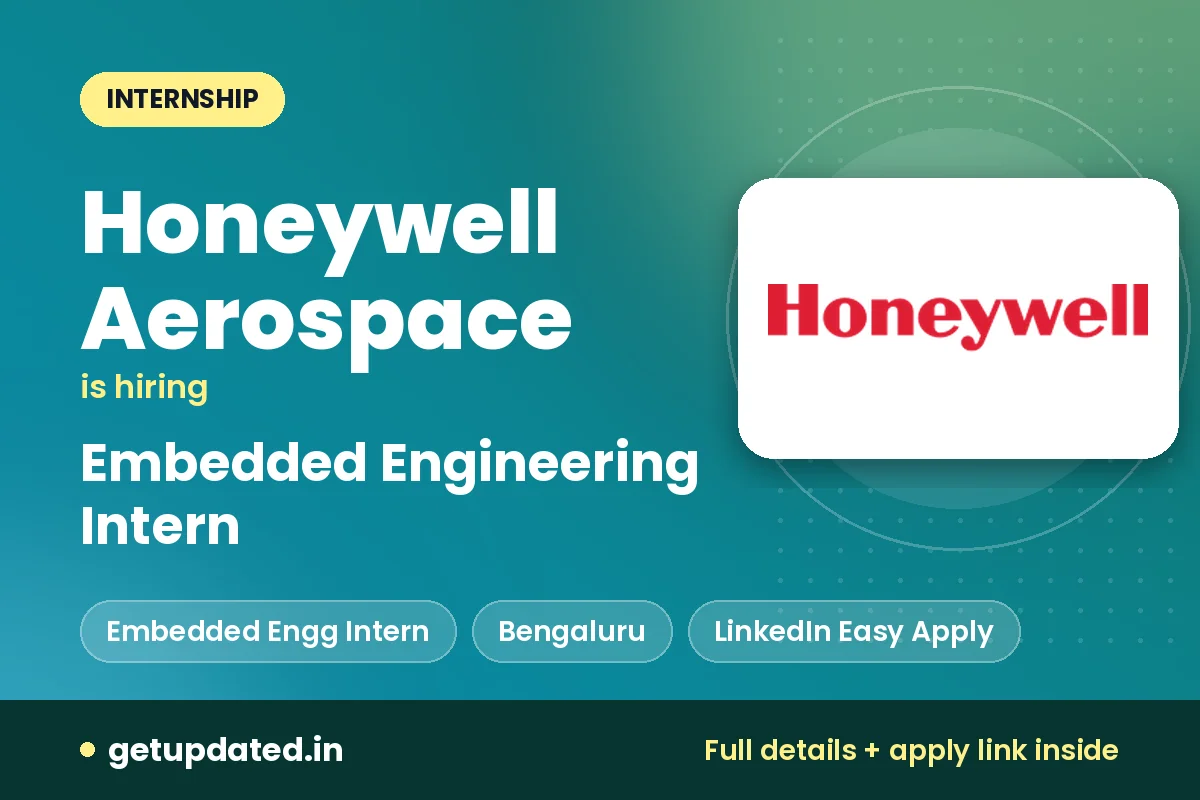 INTERNSHIP
Honeywell
Aerospace
is hiring
Embedded Engineering
Intern
Honeywell
Embedded Engg Intern
Bengaluru
LinkedIn Easy Apply
getupdated.in
Full details + apply link inside